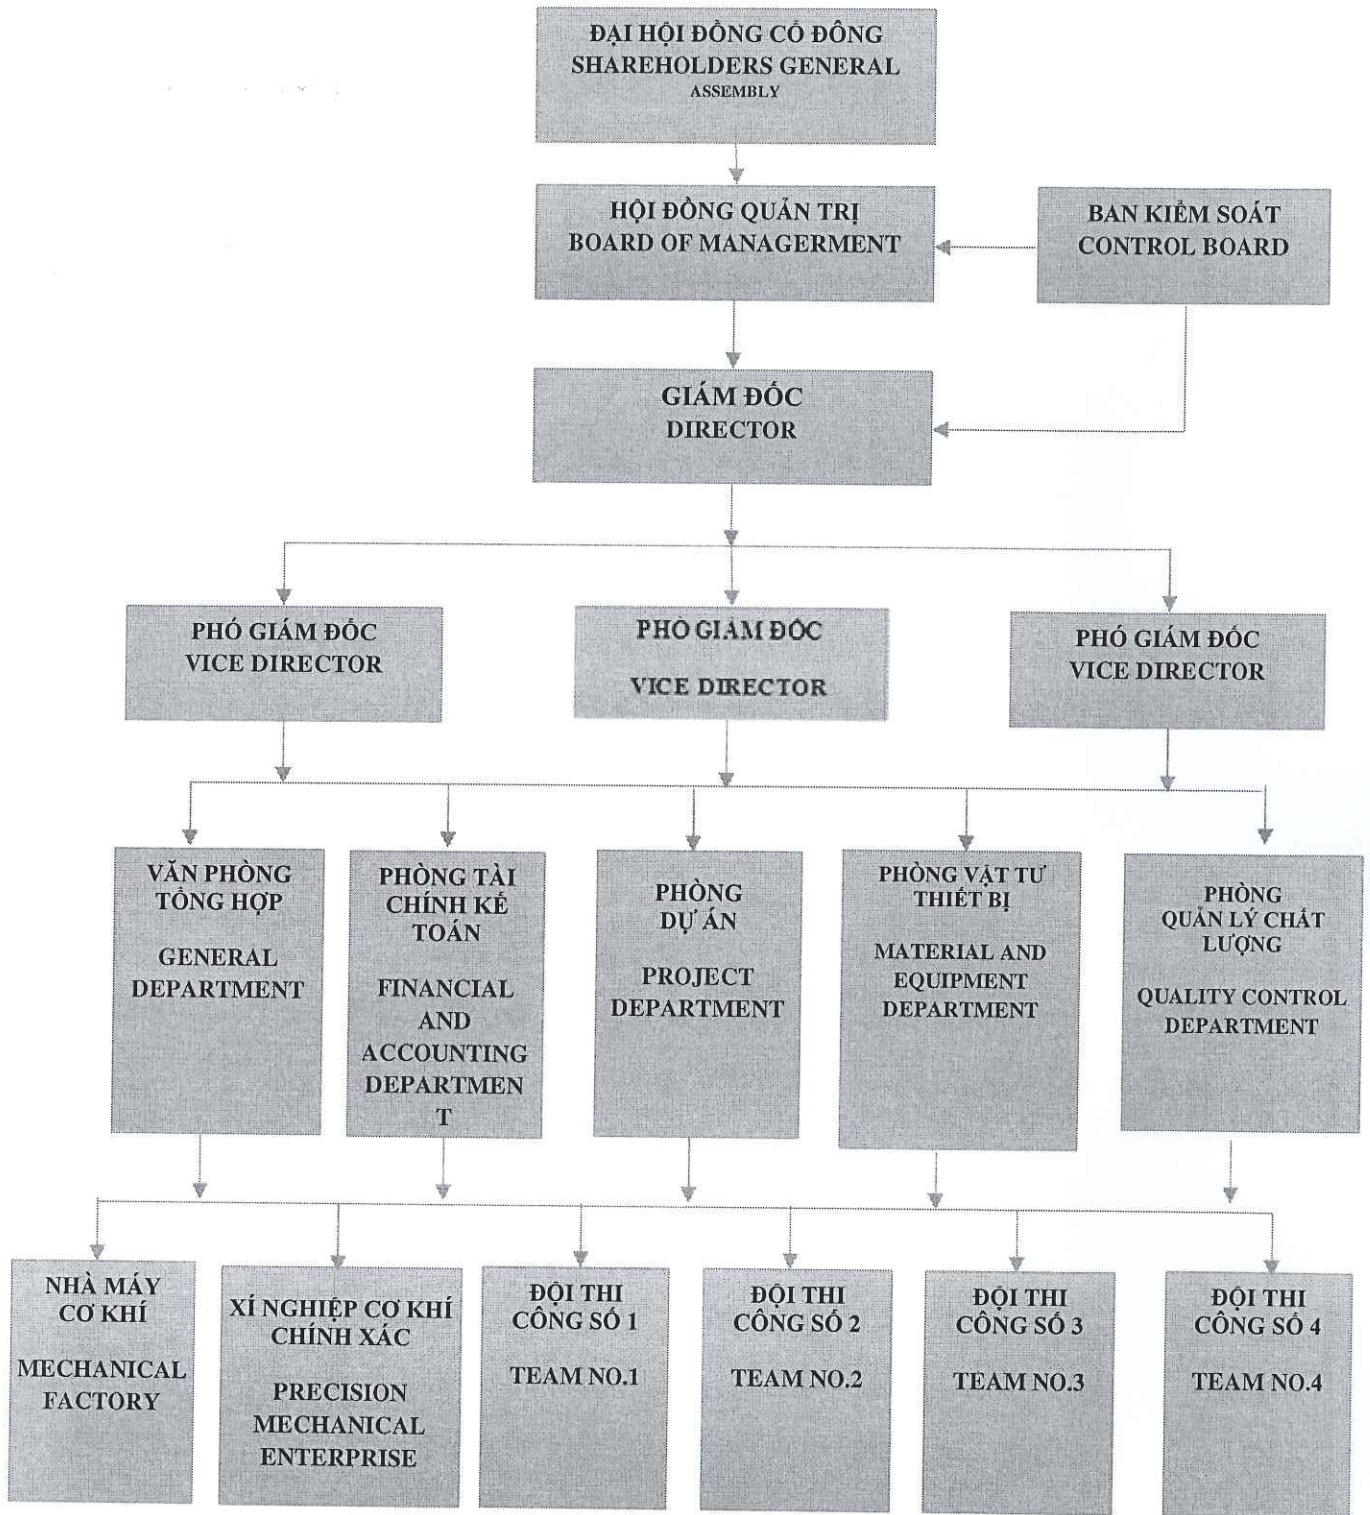 ĐẠI HỘI ĐỒNG CỔ ĐÔNG
SHAREHOLDERS GENERAL
ASSEMBLY
HỘI ĐỒNG QUẢN TRỊ
BOARD OF MANAGERMENT
BAN KIỂM SOÁT
CONTROL BOARD
GIÁM ĐỐC
DIRECTOR
PHÓ GIÁM ĐỐC
VICE DIRECTOR
PHÓ GIÁM ĐỐC
VICE DIRECTOR
PHÓ GIÁM ĐỐC
VICE DIRECTOR
VĂN PHÒNG
TỔNG HỢP
GENERAL
DEPARTMENT
PHÒNG TÀI
CHÍNH KẾ
TOÁN
FINANCIAL
AND
ACCOUNTING
DEPARTMEN
T
PHÒNG
DỰ ÁN
PROJECT
DEPARTMENT
PHÒNG VẬT TƯ
THIẾT BỊ
MATERIAL AND
EQUIPMENT
DEPARTMENT
PHÒNG
QUẢN LÝ CHẤT
LƯỢNG
QUALITY CONTROL
DEPARTMENT
NHÀ MÁY
CƠ KHÍ
MECHANICAL
FACTORY
XÍ NGHIỆP CƠ KHÍ
CHÍNH XÁC
PRECISION
MECHANICAL
ENTERPRISE
ĐỘI THI
CÔNG SỐ 1
TEAM NO.1
ĐỘI THI
CÔNG SỐ 2
TEAM NO.2
ĐỘI THI
CÔNG SỐ 3
TEAM NO.3
ĐỘI THI
CÔNG SỐ 4
TEAM NO.4